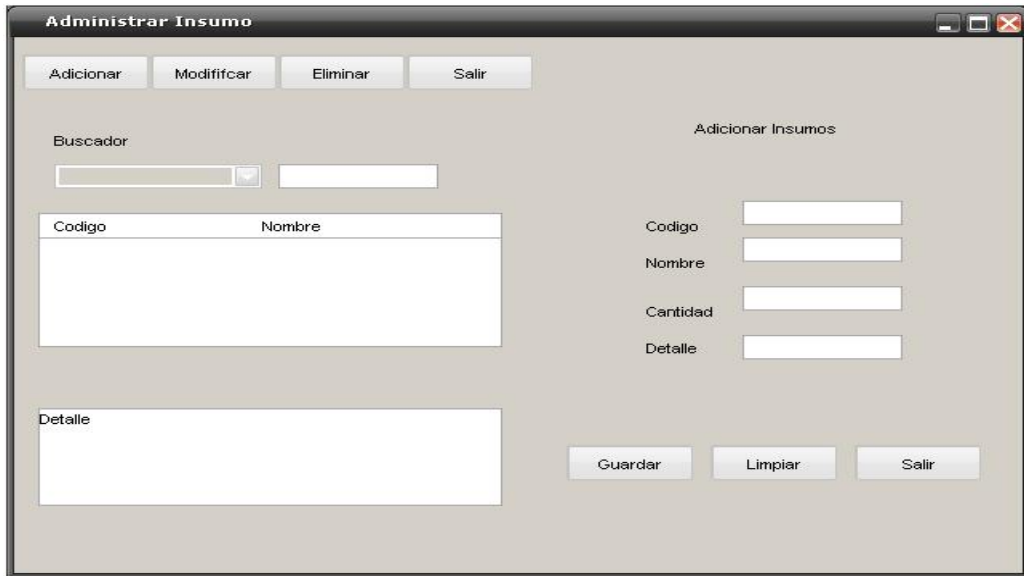 Administrar Insumo
Adicionar Modififcar Eliminar Salir
Buscador
Codigo Nombre
Detalle
Adicionar Insumos
Codigo
Nombre
Cantidad
Detalle
Guardar Limpiar Salir